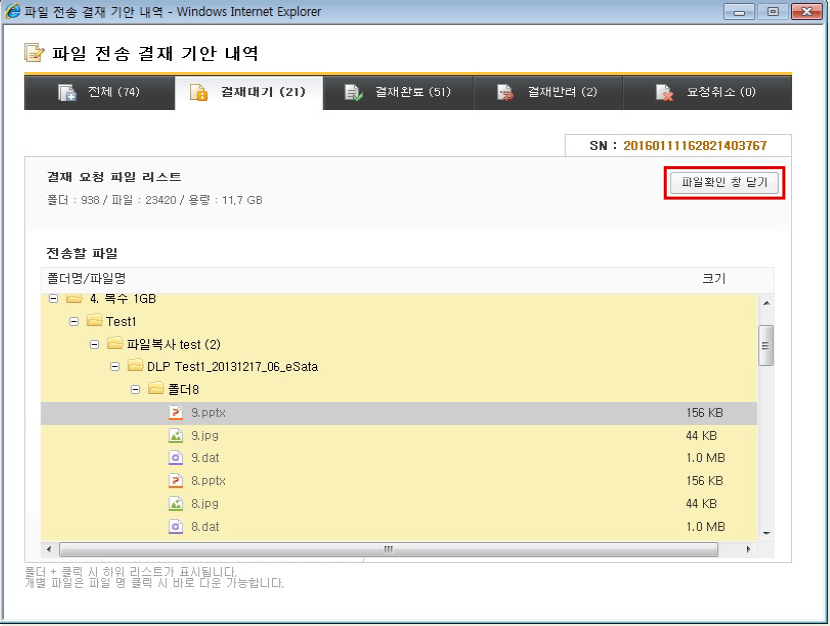 파일 전송 결재 기안 내역 - Windows Internet Explorer
파일 전송 결재 기안 내역
전체 (74) 결재대기 (21) 결재완료 (51) 결재반려 (2) 요청취소 (0)
SN : 20160111162821403767
결재 요청 파일 리스트
파일확인 창 닫기
폴더 : 938 / 파일 : 23420 / 용량 : 11,7 GB
전송할 파일
폴더명/파일명 크기
4. 복수 1GB
Test1
파일복사 test (2)
DLP Test1_20131217_06_eSata
폴더8
9.pptx 156 KB
9.jpg 44 KB
9.dat 1.0 MB
8.pptx 156 KB
8.jpg 44 KB
8.dat 1.0 MB
폴더 + 클릭 시 하위 리스트가 표시됩니다.
개별 파일은 파일 명 클릭 시 바로 다운 가능합니다.